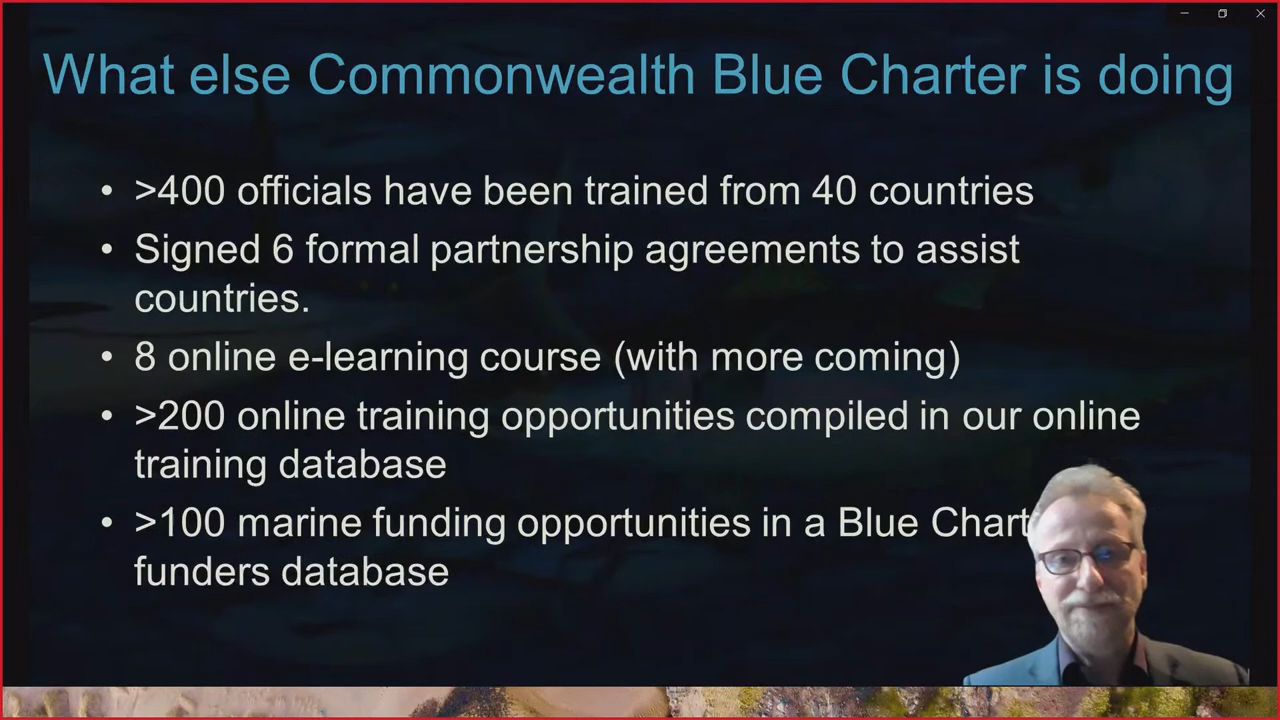 What else Commonwealth Blue Charter is doing
• >400 officials have been trained from 40 countries
• Signed 6 formal partnership agreements to assist
countries.
• 8 online e-learning course (with more coming)
• >200 online training opportunities compiled in our online
training database
• >100 marine funding opportunities in a Blue Chart
funders database